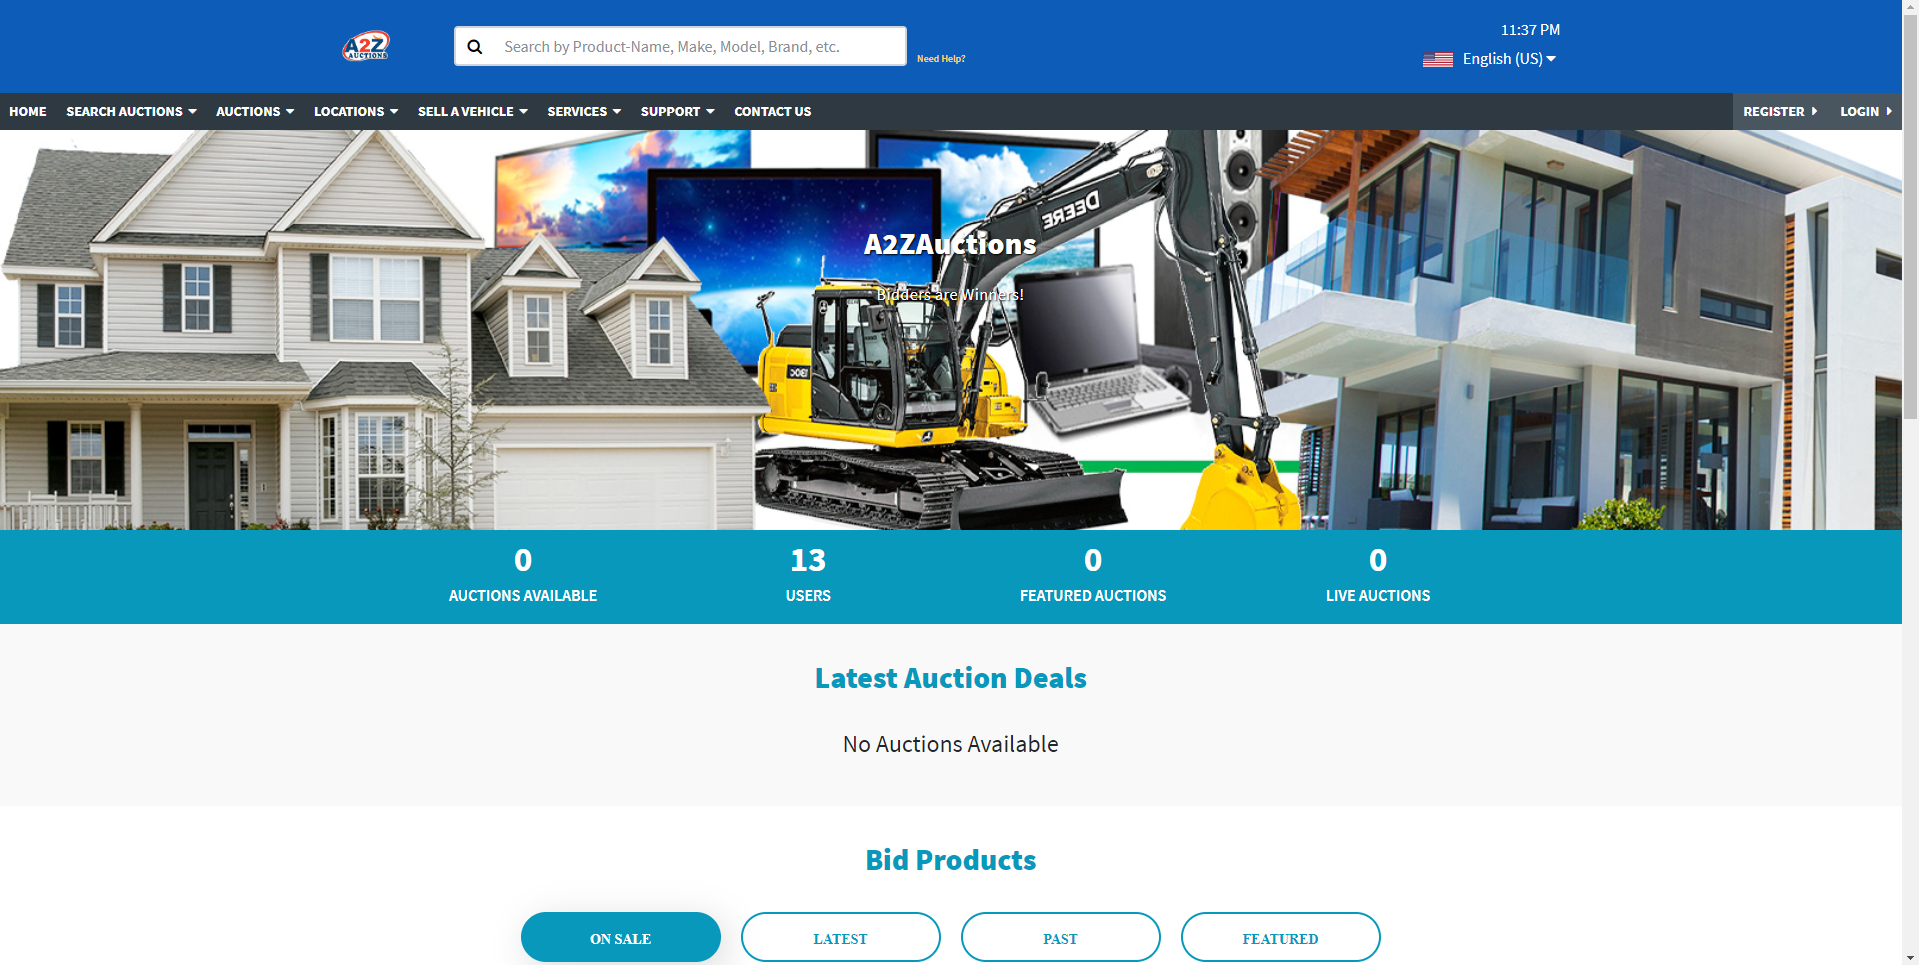 A2Z
AUCTIONS
Search by Product-Name, Make, Model, Brand, etc.
Need Help?
11:37 PM
English (US)
HOME SEARCH AUCTIONS AUCTIONS LOCATIONS SELL A VEHICLE SERVICES SUPPORT CONTACT US REGISTER LOGIN
DEERE
A2ZAuctions
Bidders are Winners!
0 13 0 0
AUCTIONS AVAILABLE USERS FEATURED AUCTIONS LIVE AUCTIONS
Latest Auction Deals
No Auctions Available
Bid Products
ON SALE LATEST PAST FEATURED